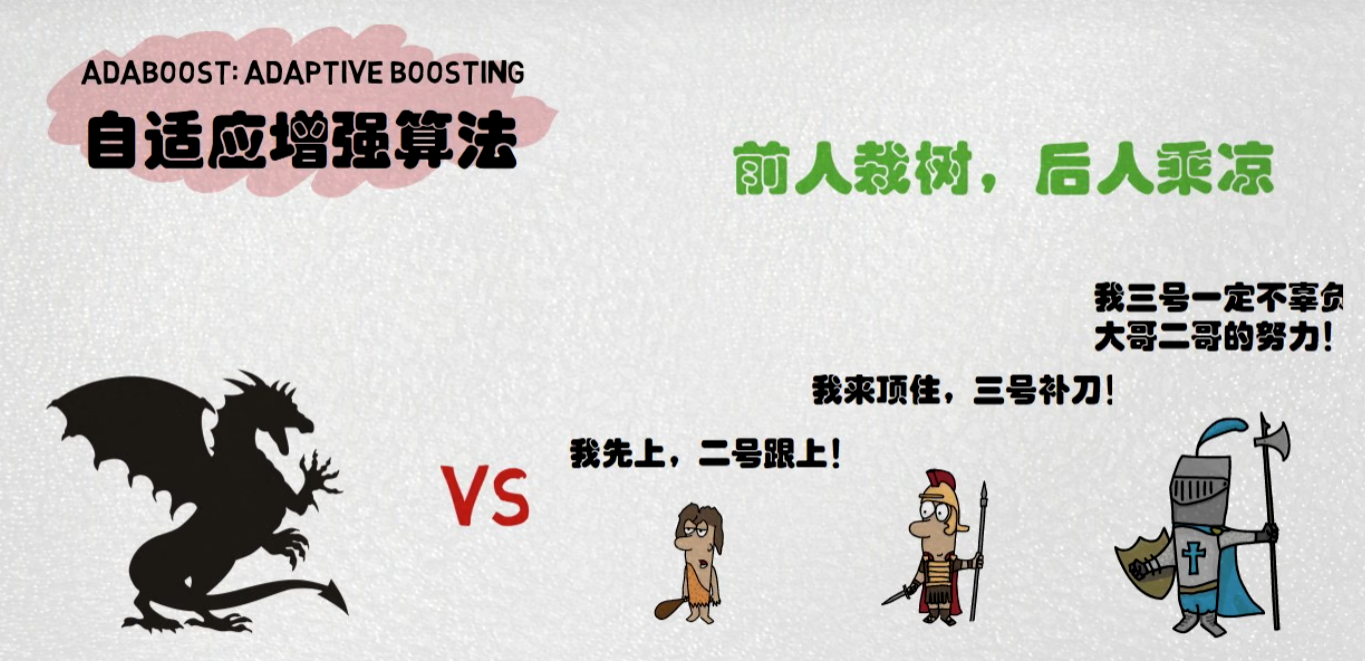 ADABOOST: ADAPTIVE BOOSTING
自适应增强算法
前人栽树，后人乘凉
我三号一定不辜负
大哥二哥的努力！
我来顶住，三号补刀！
我先上，二号跟上！
VS